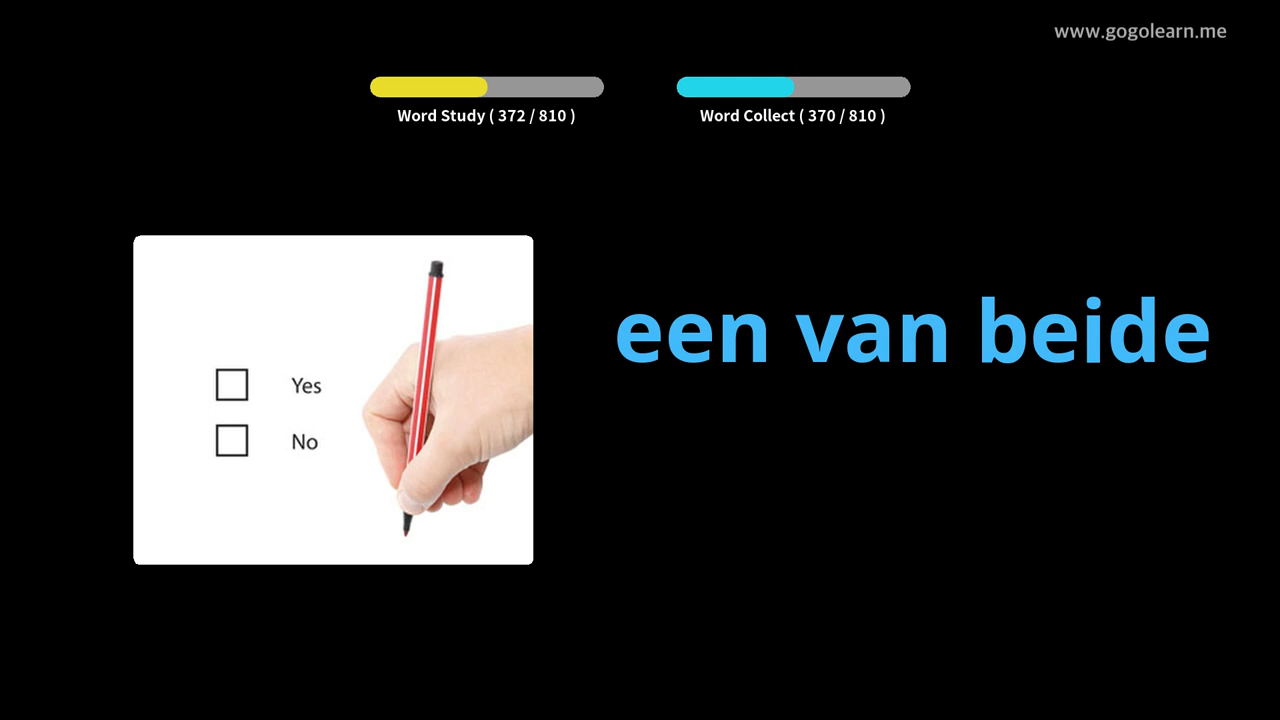 www.gogolearn.me
Word Study ( 372 / 810 )
Word Collect ( 370 / 810 )
een van beide
Yes
No